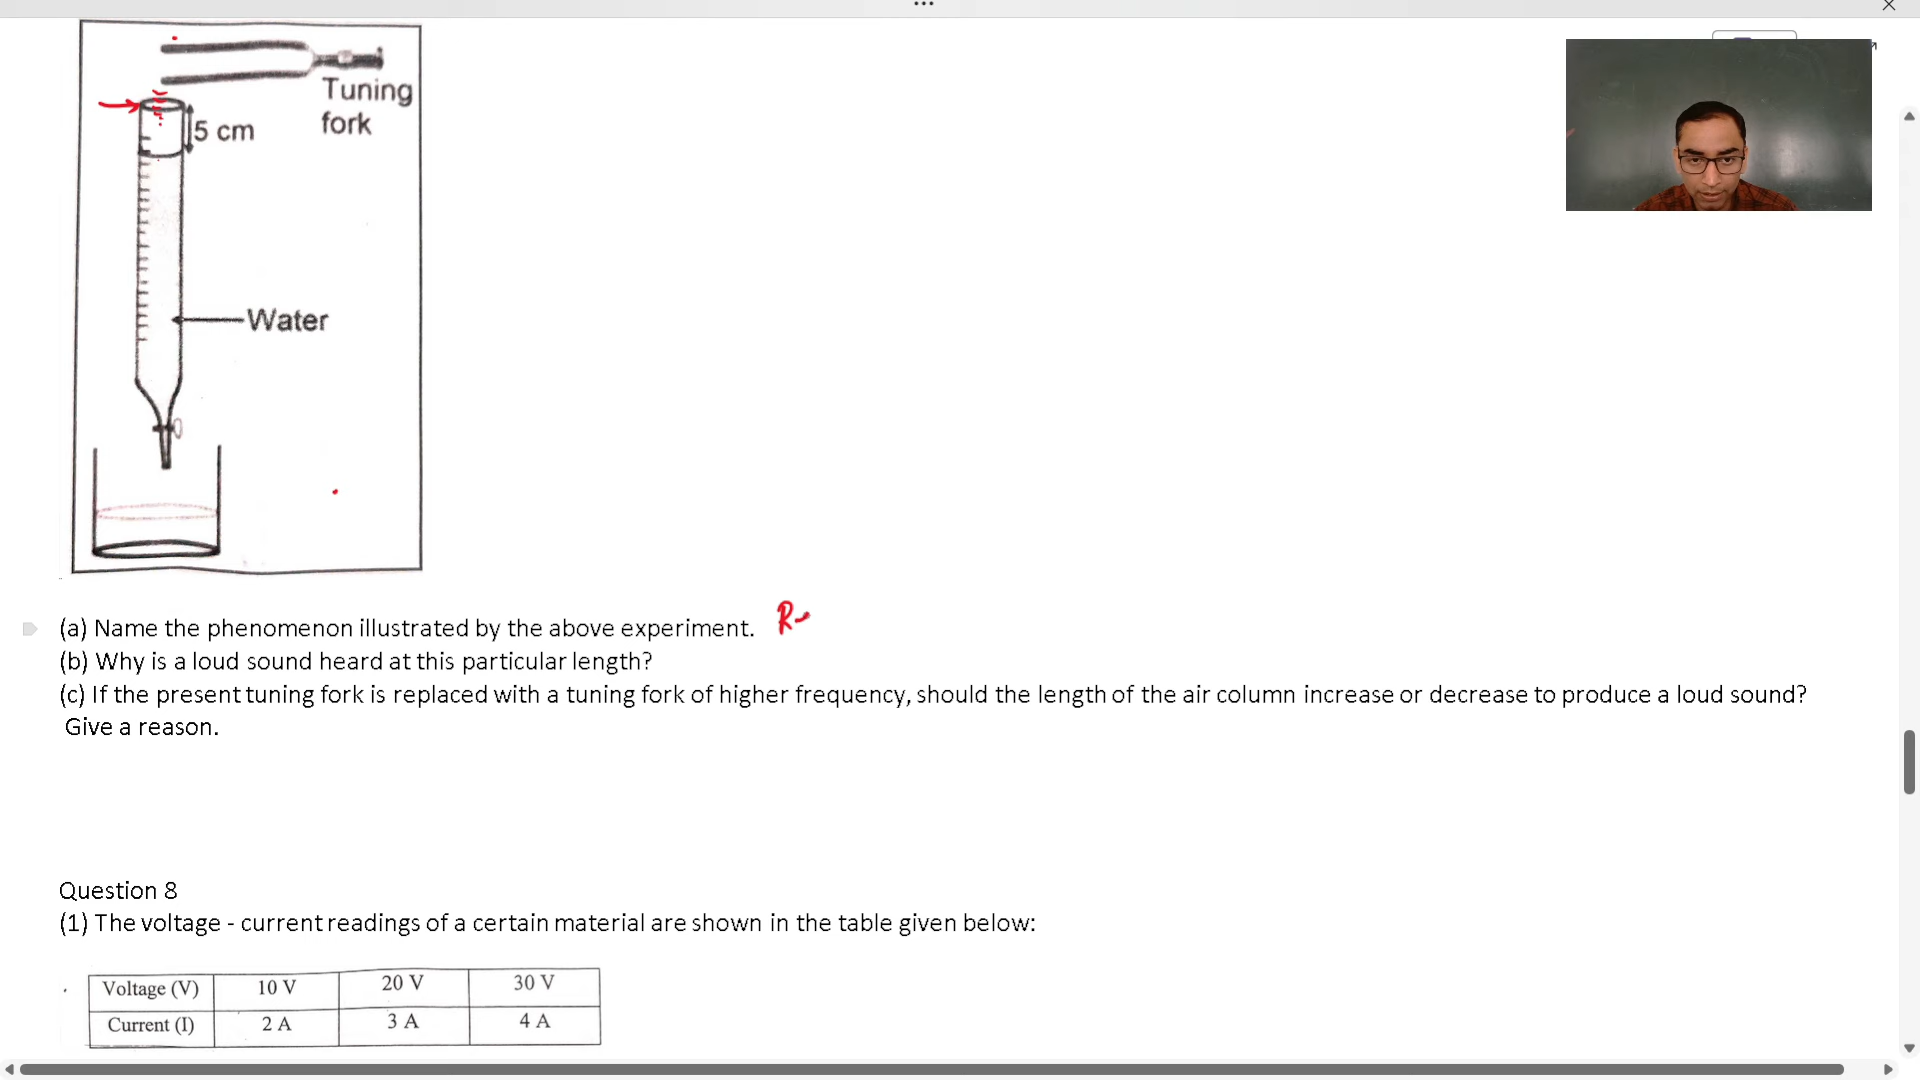 Tuning
fork
5 cm
Water
(a) Name the phenomenon illustrated by the above experiment.
(b) Why is a loud sound heard at this particular length?
(c) If the present tuning fork is replaced with a tuning fork of higher frequency, should the length of the air column increase or decrease to produce a loud sound?
Give a reason.
Question 8
(1) The voltage - current readings of a certain material are shown in the table given below:
Voltage (V) 10 V 20 V 30 V
Current (I) 2 A 3 A 4 A